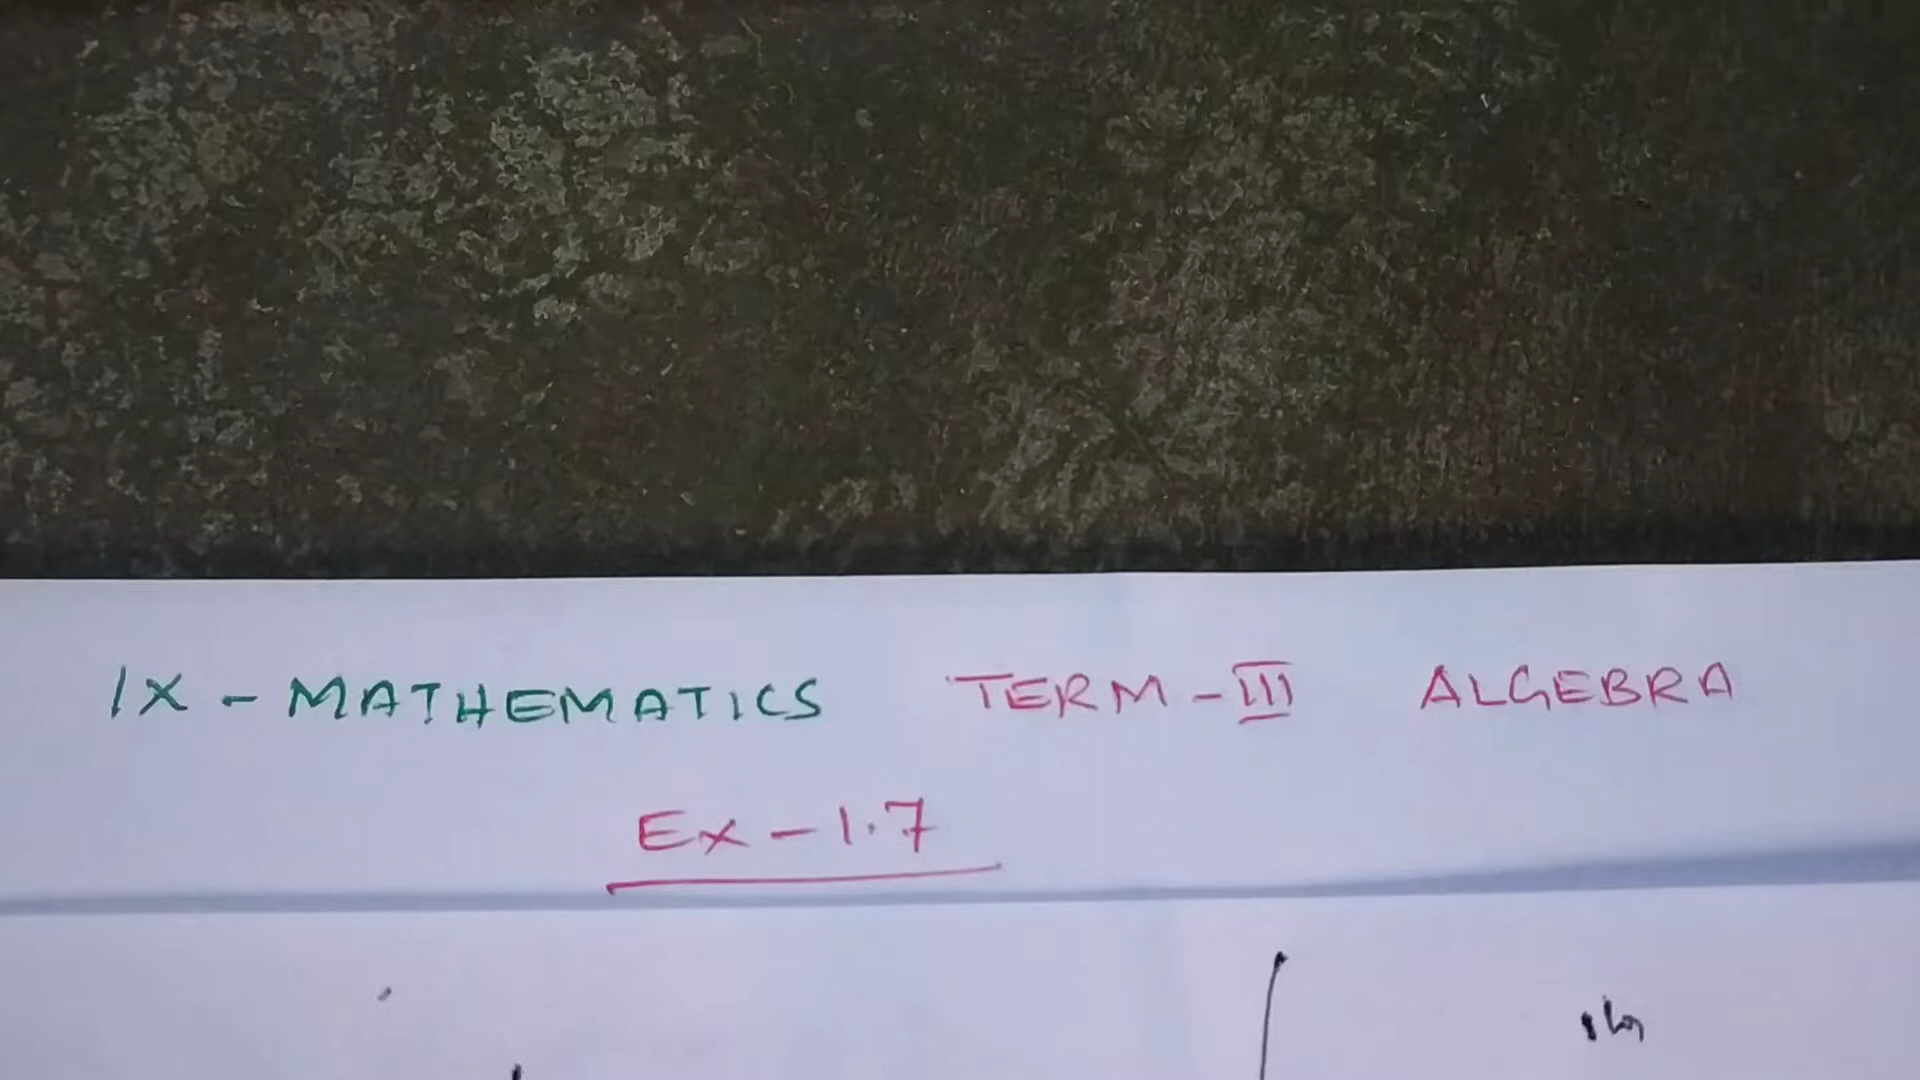 IX - MATHEMATICS TERM - III ALGEBRA
Ex - 1.7